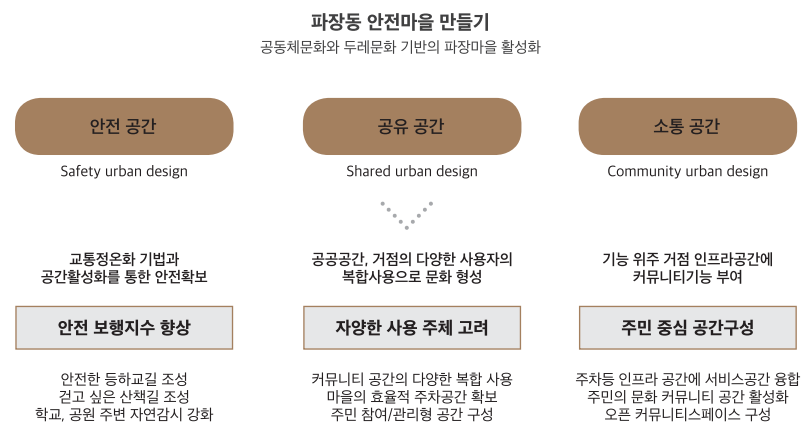 파장동 안전마을 만들기
공동체문화와 두레문화 기반의 파장마을 활성화
안전 공간
Safety urban design
공유 공간
Shared urban design
소통 공간
Community urban design
교통정온화 기법과
공간활성화를 통한 안전확보
안전 보행지수 향상
안전한 등하교길 조성
걷고 싶은 산책길 조성
학교, 공원 주변 자연감시 강화
공공공간, 거점의 다양한 사용자의
복합사용으로 문화 형성
자양한 사용 주체 고려
커뮤니티 공간의 다양한 복합 사용
마을의 효율적 주차공간 확보
주민 참여/관리형 공간 구성
기능 위주 거점 인프라공간에
커뮤니티기능 부여
주민 중심 공간구성
주차등 인프라 공간에 서비스공간 융합
주민의 문화 커뮤니티 공간 활성화
오픈 커뮤니티스페이스 구성